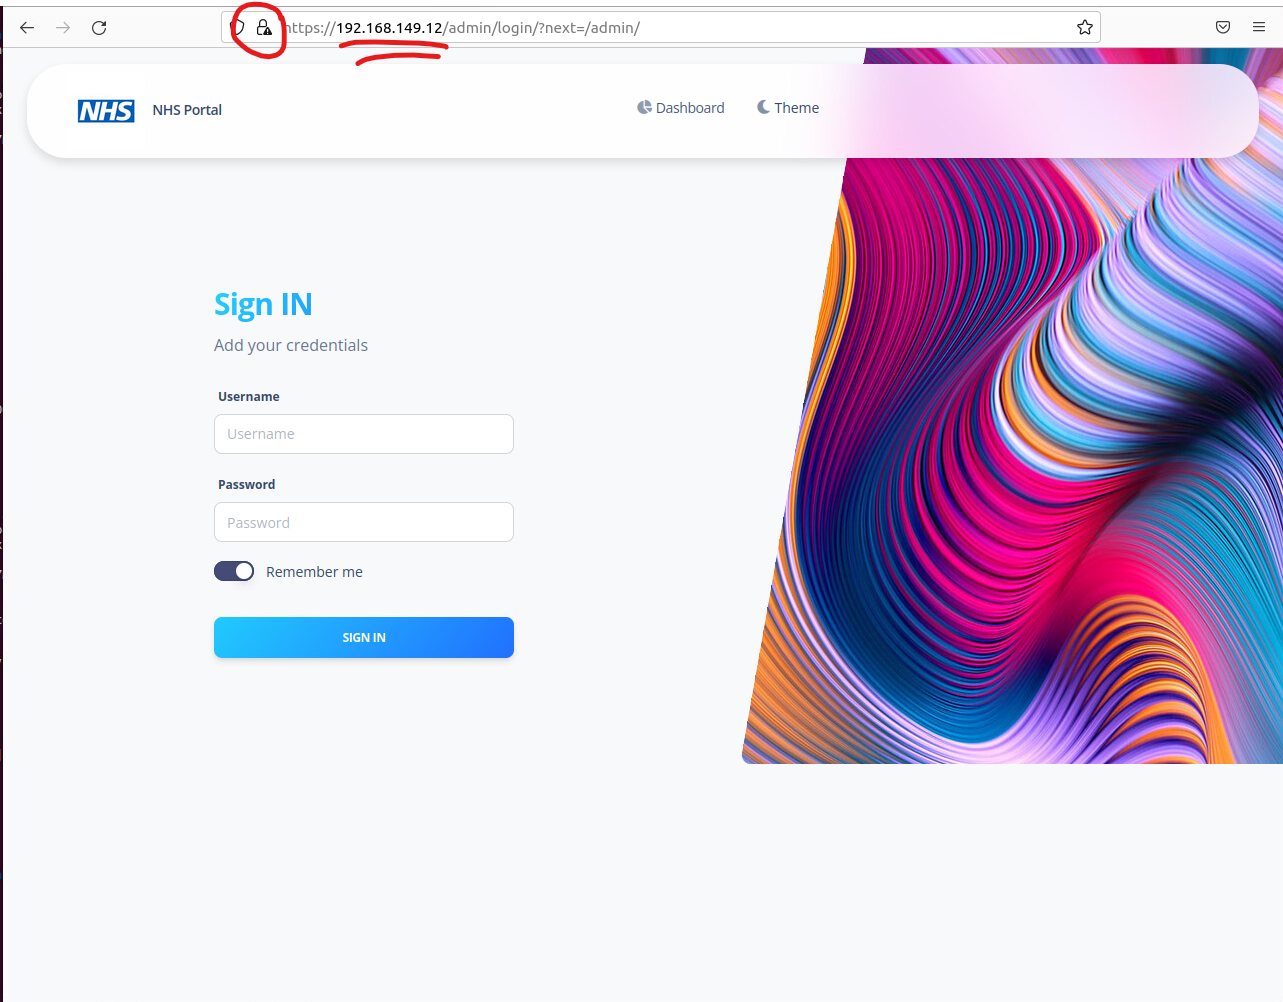 https://192.168.149.12/admin/login/?next=/admin/
NHS NHS Portal Dashboard Theme
Sign IN
Add your credentials
Username
Username
Password
Password
Remember me
SIGN IN